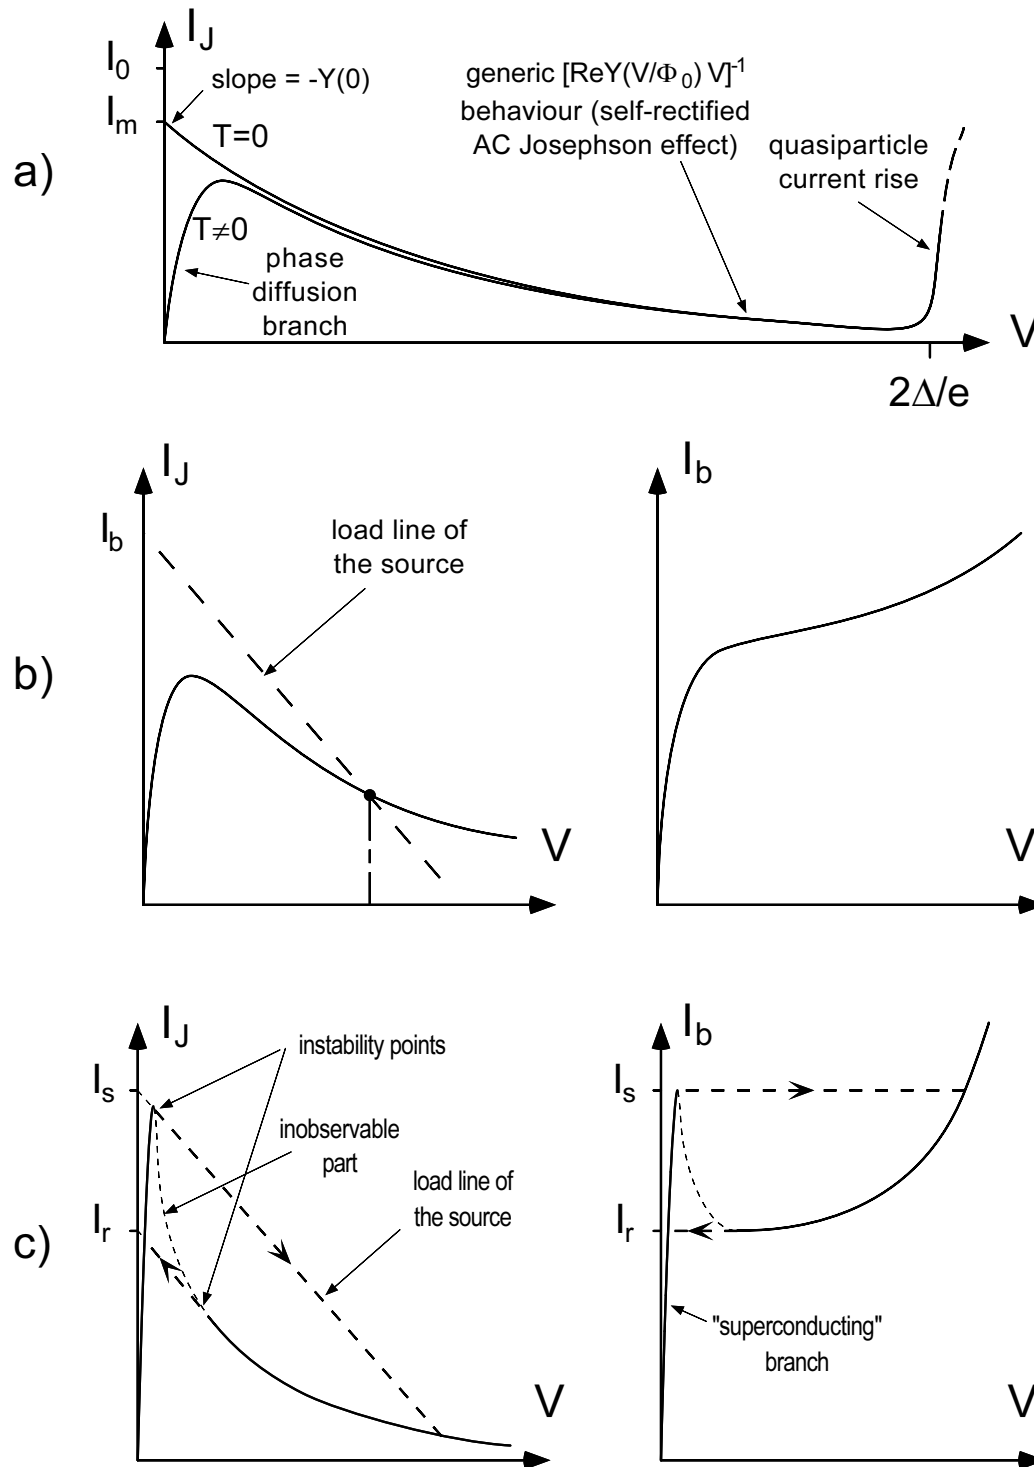 a)
I_J
I_0
I_m
slope = -Y(0)
T=0
T≠0
phase
diffusion
branch
generic [ReY(V/Φ_0) V]^-1
behaviour (self-rectified
AC Josephson effect)
quasiparticle
current rise
V
2Δ/e
b)
I_J
I_b
load line of
the source
V
I_b
V
c)
I_J
I_s
I_r
instability points
inobservable
part
load line of
the source
V
I_b
I_s
I_r
"superconducting"
branch
V